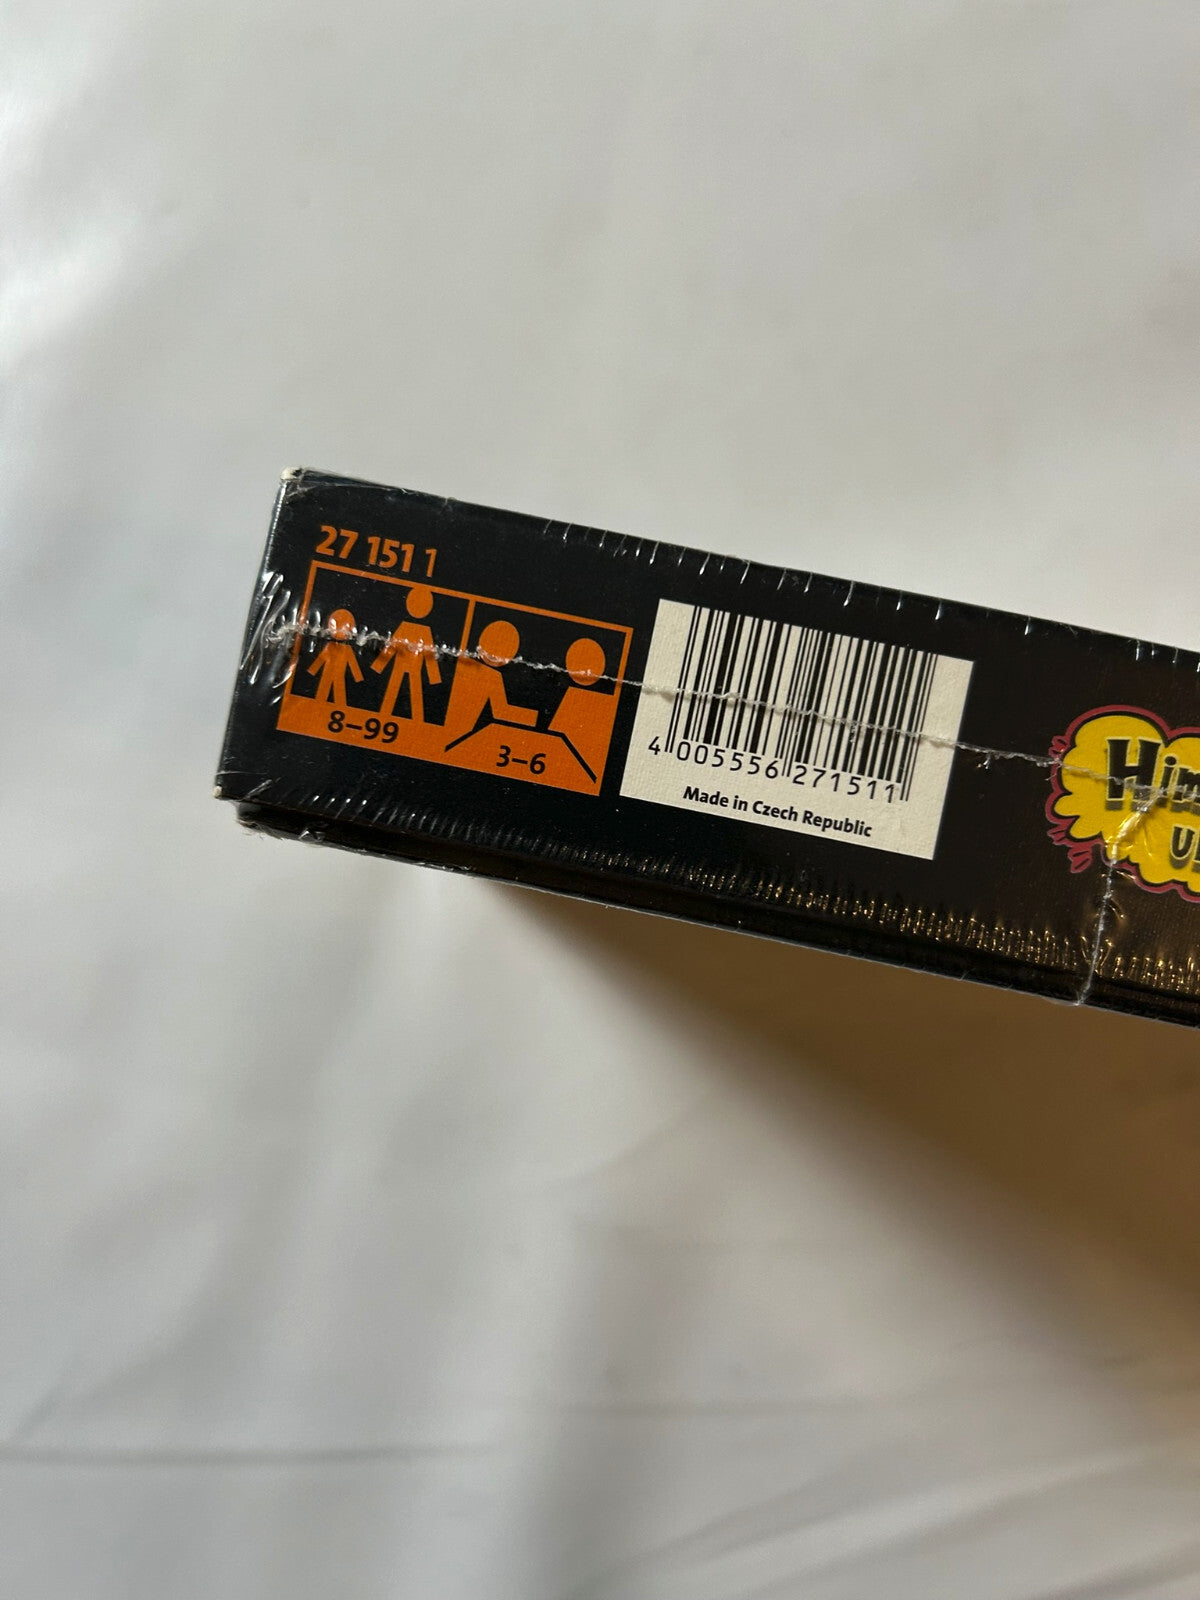 27 151 1
8–99
3–6
4 005556 271511
Made in Czech Republic